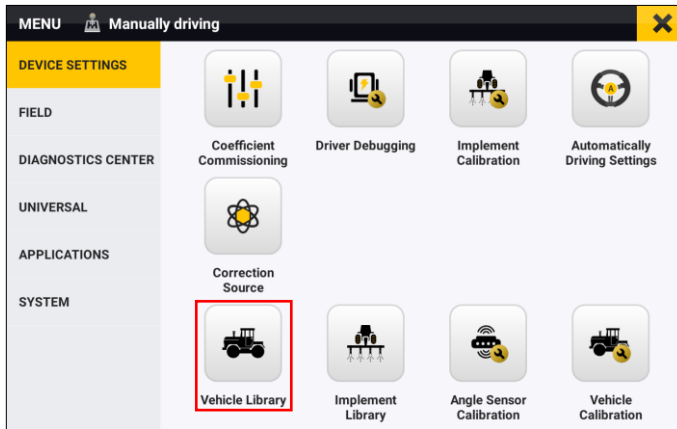 MENU Manually driving
DEVICE SETTINGS
FIELD
DIAGNOSTICS CENTER
UNIVERSAL
APPLICATIONS
SYSTEM
Coefficient
Commissioning
Driver Debugging
Implement
Calibration
A
Automatically
Driving Settings
Correction
Source
Vehicle Library
Implement
Library
Angle Sensor
Calibration
Vehicle
Calibration